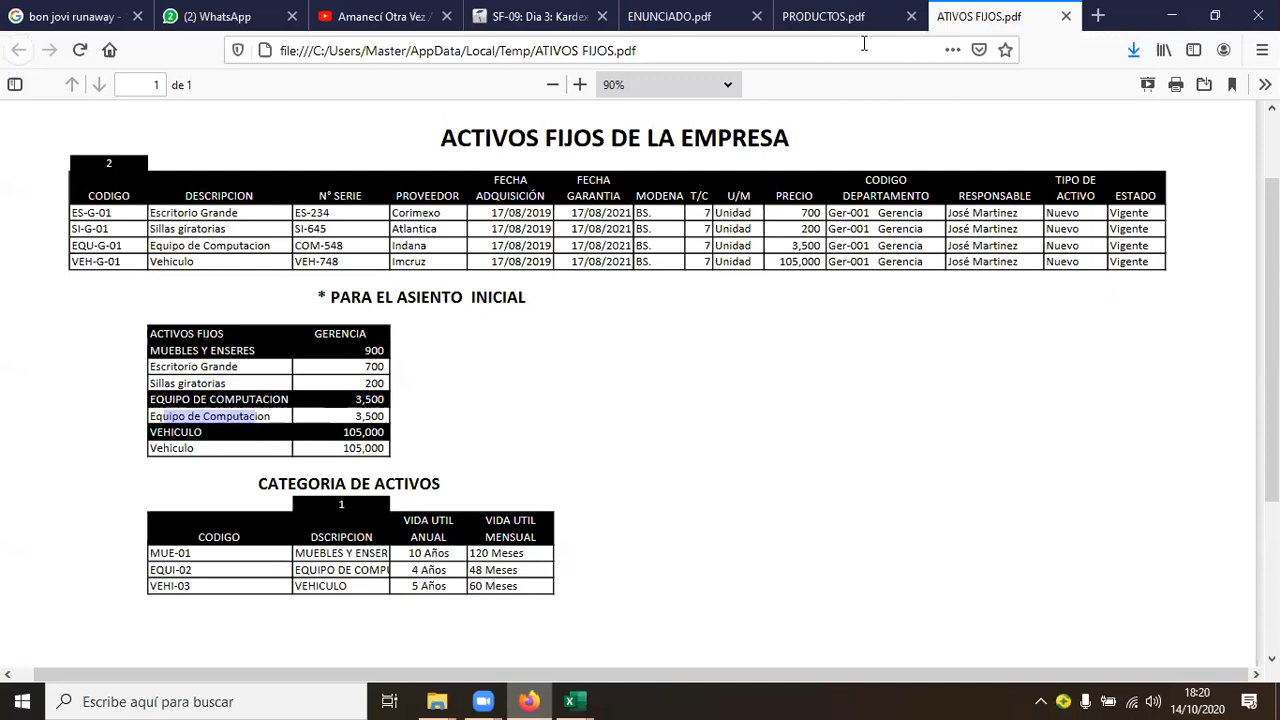 bon jovi runaway -
(2) WhatsApp
Amanecí Otra Vez /
SF-09: Dia 3: Kardex
ENUNCIADO.pdf
PRODUCTOS.pdf
ATIVOS FIJOS.pdf
file:///C:/Users/Master/AppData/Local/Temp/ATIVOS FIJOS.pdf
1 de 1 90%
ACTIVOS FIJOS DE LA EMPRESA
2
CODIGO DESCRIPCION N° SERIE PROVEEDOR FECHA ADQUISICIÓN FECHA GARANTIA MODENA T/C U/M PRECIO CODIGO DEPARTAMENTO RESPONSABLE TIPO DE ACTIVO ESTADO
ES-G-01 Escritorio Grande ES-234 Corimexo 17/08/2019 17/08/2021 BS. 7 Unidad 700 Ger-001 Gerencia José Martinez Nuevo Vigente
SI-G-01 Sillas giratorias SI-645 Atlantica 17/08/2019 17/08/2021 BS. 7 Unidad 200 Ger-001 Gerencia José Martinez Nuevo Vigente
EQU-G-01 Equipo de Computacion COM-548 Indana 17/08/2019 17/08/2021 BS. 7 Unidad 3,500 Ger-001 Gerencia José Martinez Nuevo Vigente
VEH-G-01 Vehiculo VEH-748 Imcruz 17/08/2019 17/08/2021 BS. 7 Unidad 105,000 Ger-001 Gerencia José Martinez Nuevo Vigente
* PARA EL ASIENTO INICIAL
ACTIVOS FIJOS GERENCIA
MUEBLES Y ENSERES 900
Escritorio Grande 700
Sillas giratorias 200
EQUIPO DE COMPUTACION 3,500
Equipo de Computacion 3,500
VEHICULO 105,000
Vehiculo 105,000
CATEGORIA DE ACTIVOS
1
CODIGO DSCRIPCION VIDA UTIL ANUAL VIDA UTIL MENSUAL
MUE-01 MUEBLES Y ENSER 10 Años 120 Meses
EQUI-02 EQUIPO DE COMPU 4 Años 48 Meses
VEHI-03 VEHICULO 5 Años 60 Meses
Escribe aquí para buscar
18:20
14/10/2020